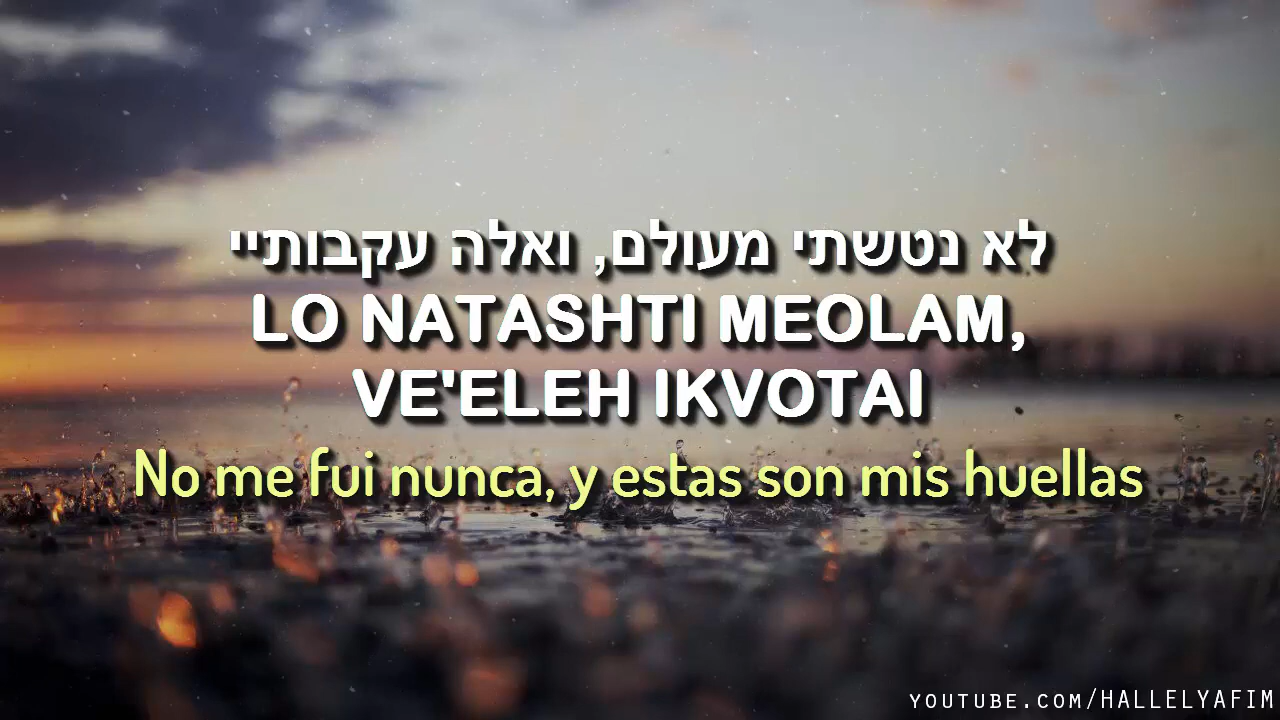 לא נטשתי מעולם, ואלה עקבותיי
LO NATASHTI MEOLAM,
VE'ELEH IKVOTAI
No me fui nunca, y estas son mis huellas
YOUTUBE.COM/HALLELYAFIM